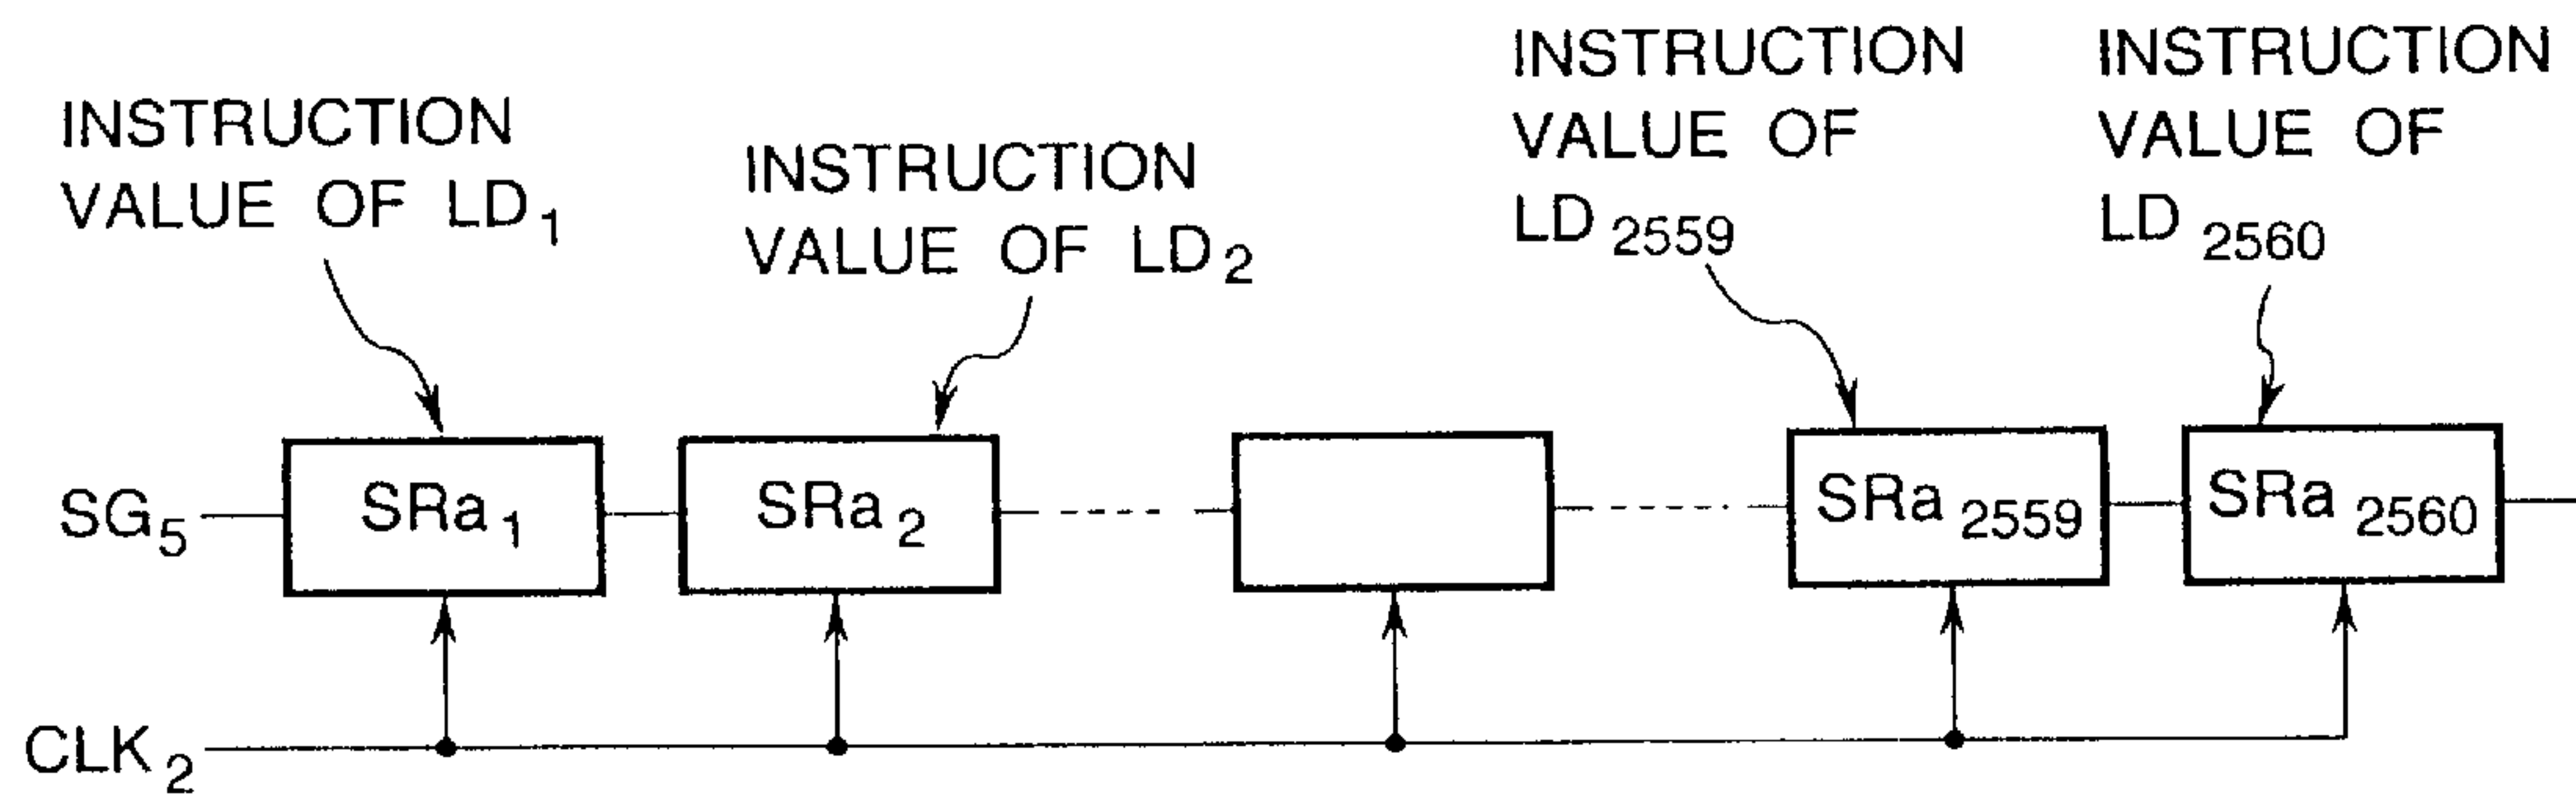 INSTRUCTION
VALUE OF LD1
INSTRUCTION
VALUE OF LD2
INSTRUCTION
VALUE OF
LD2559
INSTRUCTION
VALUE OF
LD2560
SG5
SRa1
SRa2
SRa2559
SRa2560
CLK2